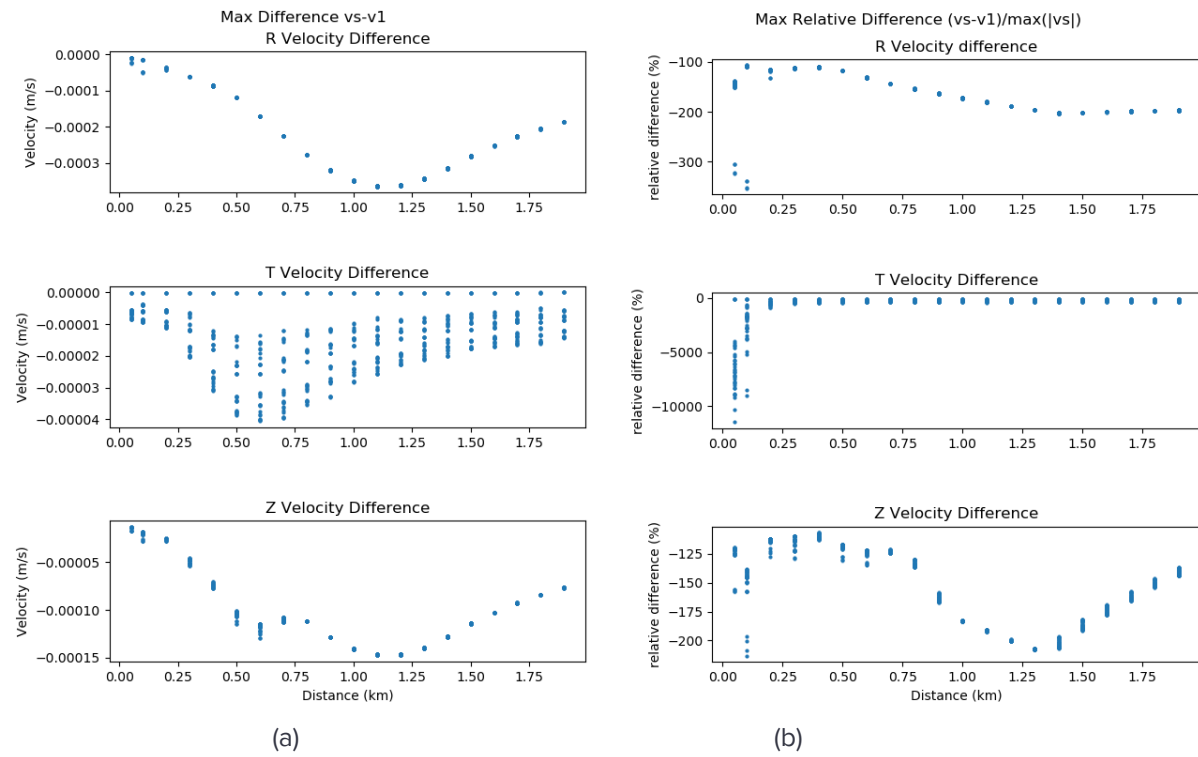 Max Difference vs-v1
R Velocity Difference
Velocity (m/s)
0.0000
−0.0001
−0.0002
−0.0003
0.00 0.25 0.50 0.75 1.00 1.25 1.50 1.75
T Velocity Difference
Velocity (m/s)
0.00000
−0.00001
−0.00002
−0.00003
−0.00004
0.00 0.25 0.50 0.75 1.00 1.25 1.50 1.75
Z Velocity Difference
Velocity (m/s)
−0.00005
−0.00010
−0.00015
0.00 0.25 0.50 0.75 1.00 1.25 1.50 1.75
Distance (km)
(a)
Max Relative Difference (vs-v1)/max(|vs|)
R Velocity difference
relative difference (%)
−100
−200
−300
0.00 0.25 0.50 0.75 1.00 1.25 1.50 1.75
T Velocity Difference
relative difference (%)
0
−5000
−10000
0.00 0.25 0.50 0.75 1.00 1.25 1.50 1.75
Z Velocity Difference
relative difference (%)
−125
−150
−175
−200
0.00 0.25 0.50 0.75 1.00 1.25 1.50 1.75
Distance (km)
(b)